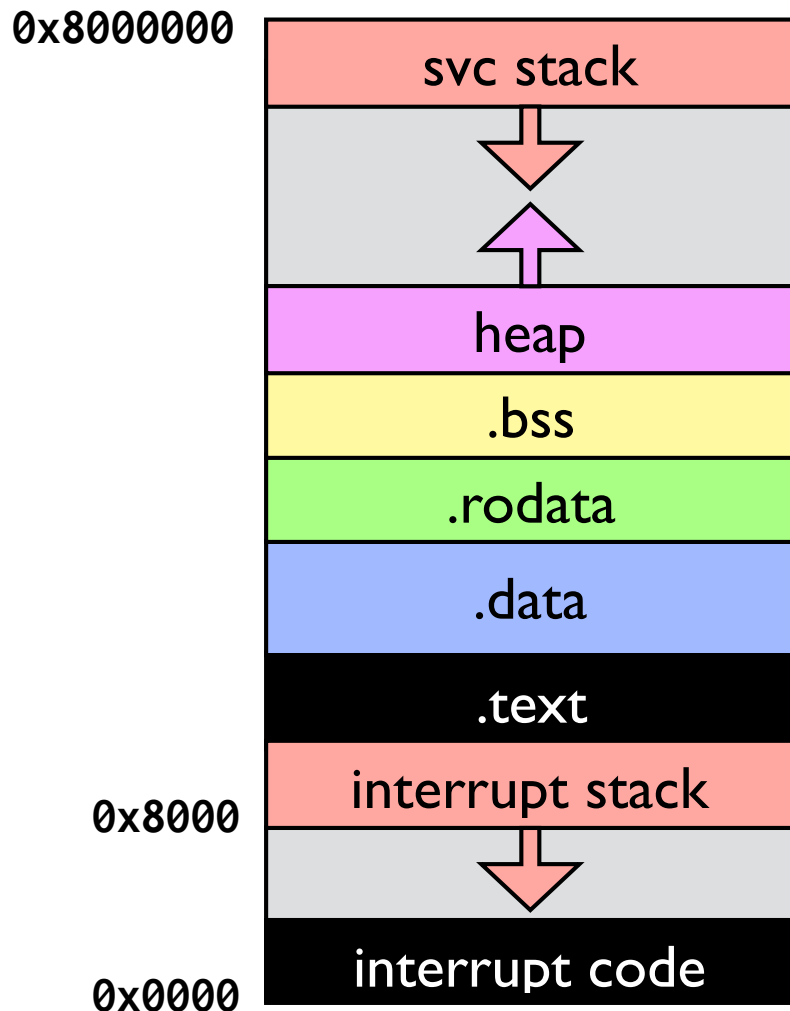 0x8000000
svc stack
heap
.bss
.rodata
.data
.text
interrupt stack
0x8000
interrupt code
0x0000